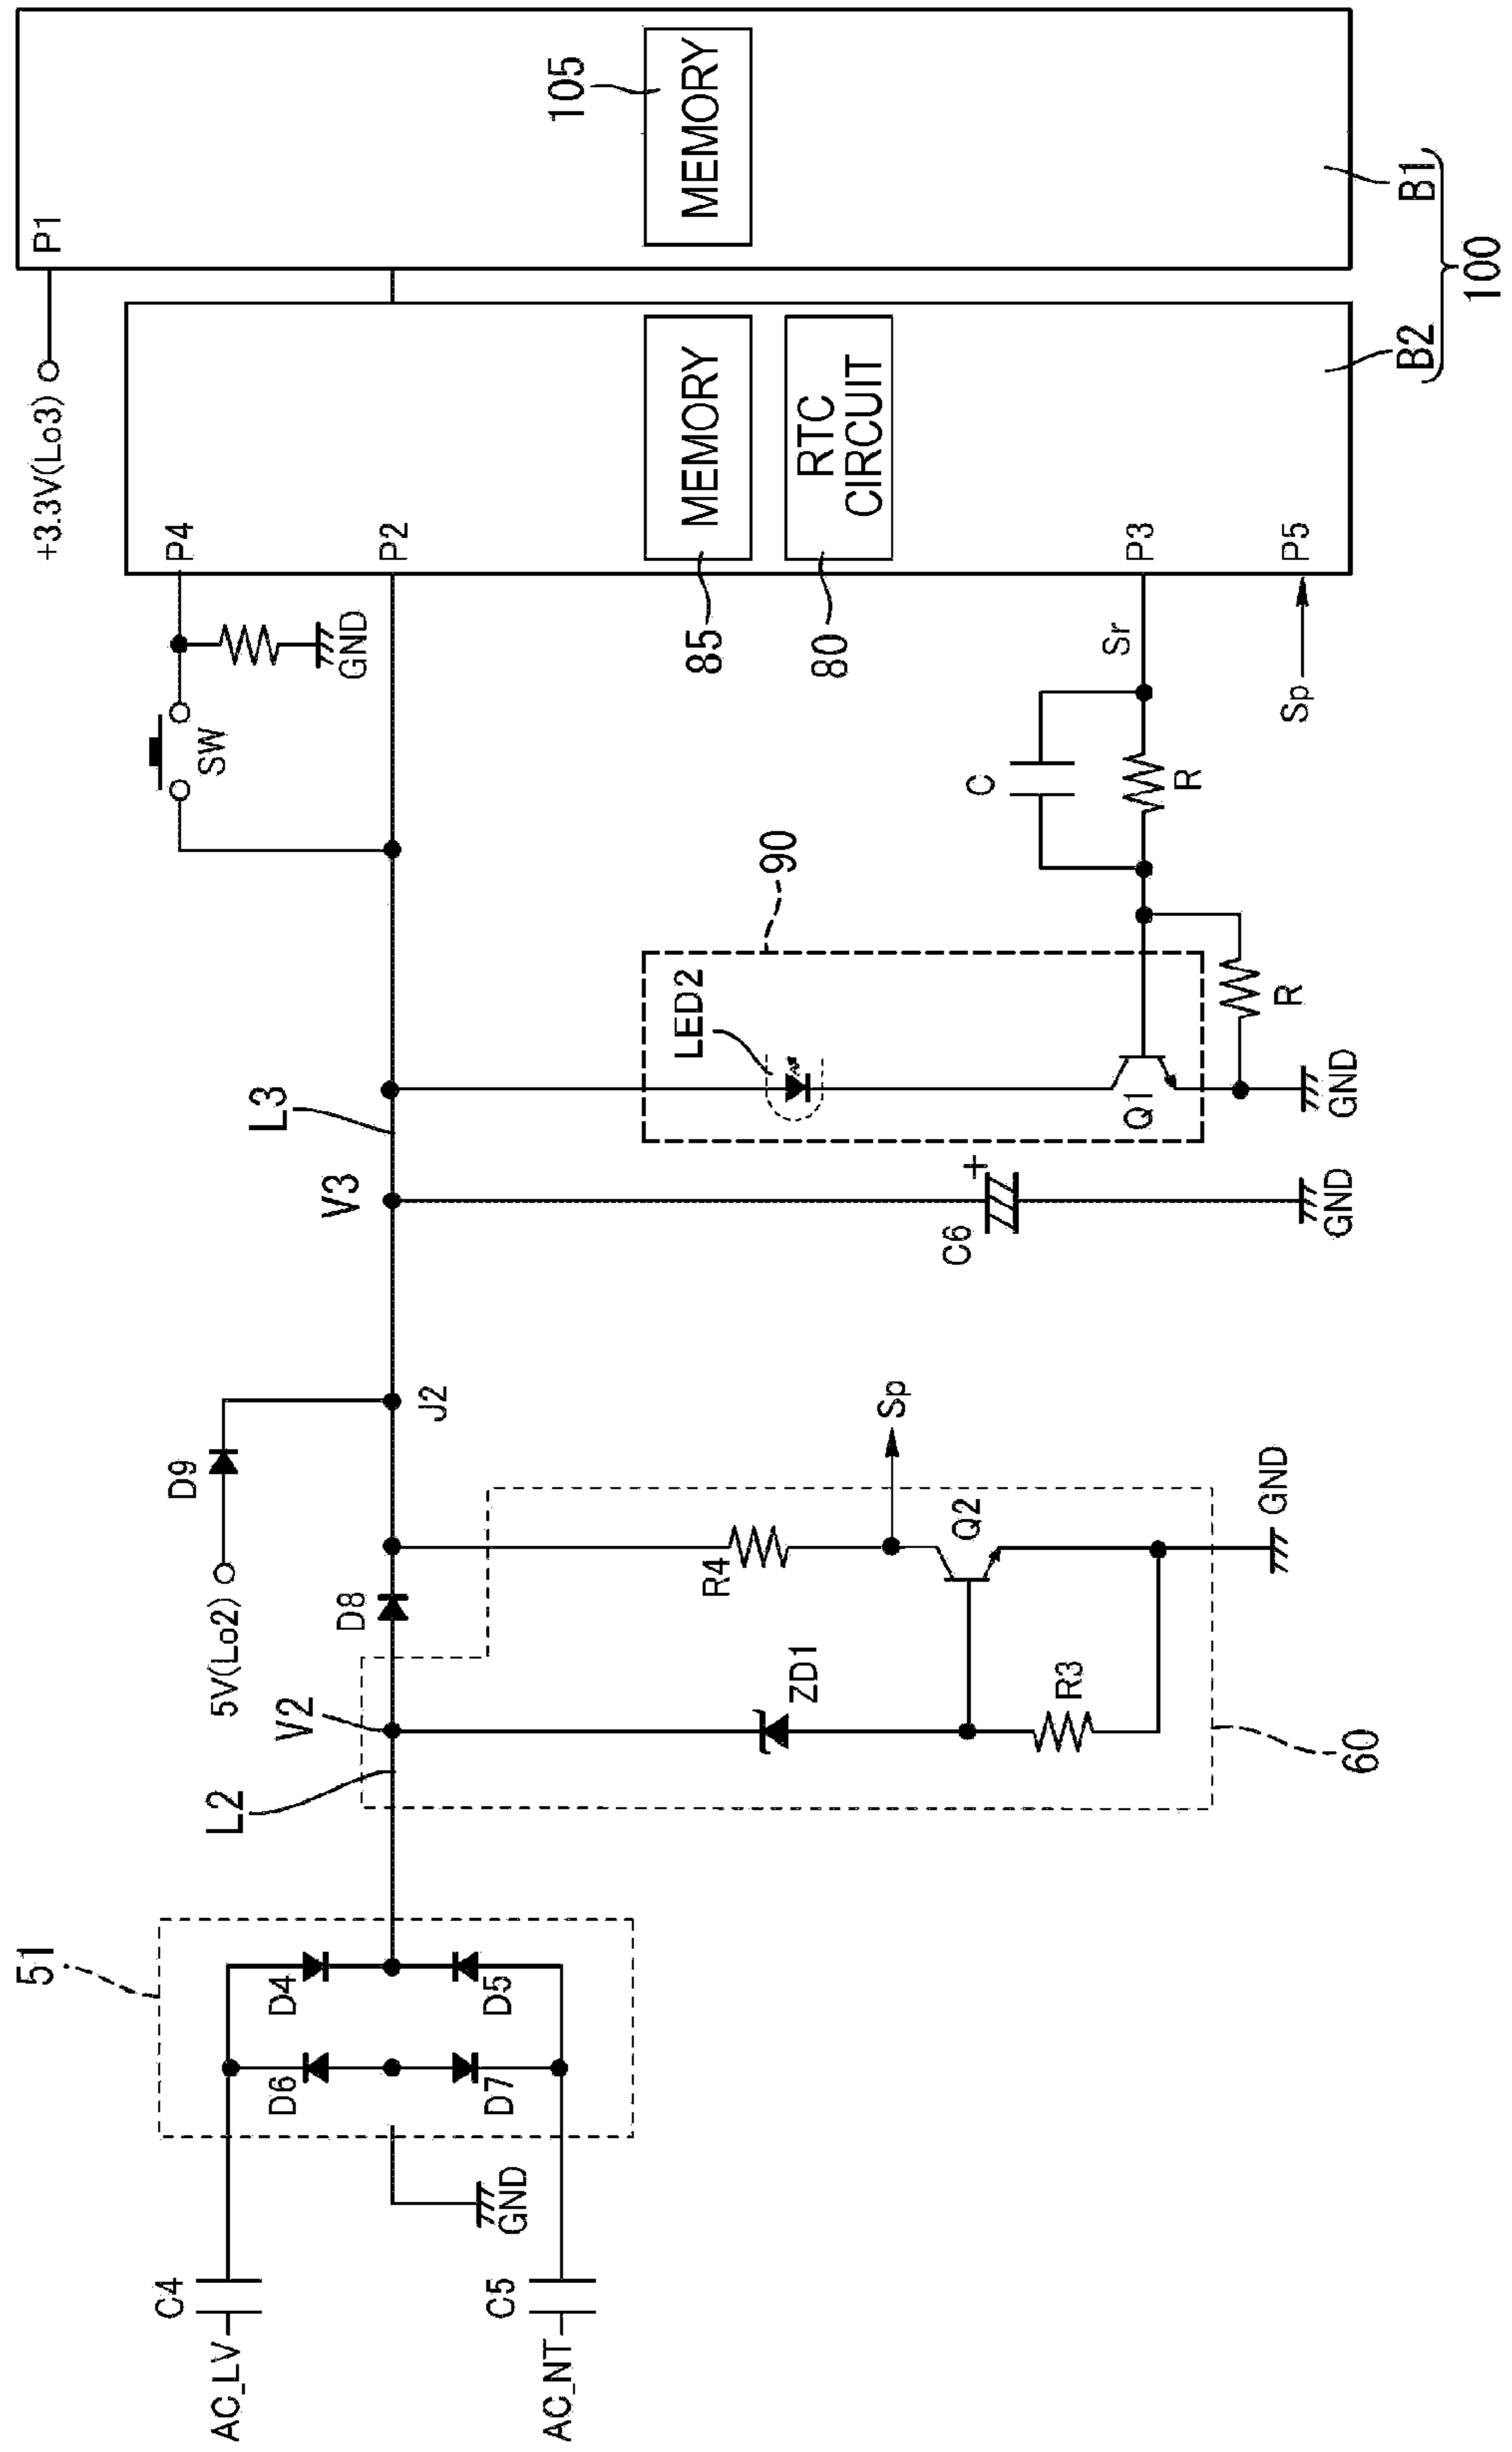 P1
+3.3V(Lo3)
105
MEMORY
B1
100
B2
P4
P2
MEMORY
85
RTC
CIRCUIT
80
P3
P5
Sr
Sp
GND
SW
C
R
90
LED2
Q1
R
GND
L3
V3
C6
+
GND
D9
5V(Lo2)
J2
D8
R4
Sp
Q2
GND
V2
L2
ZD1
R3
60
51
D4
D5
D6
D7
GND
C4
C5
AC_LV
AC_NT